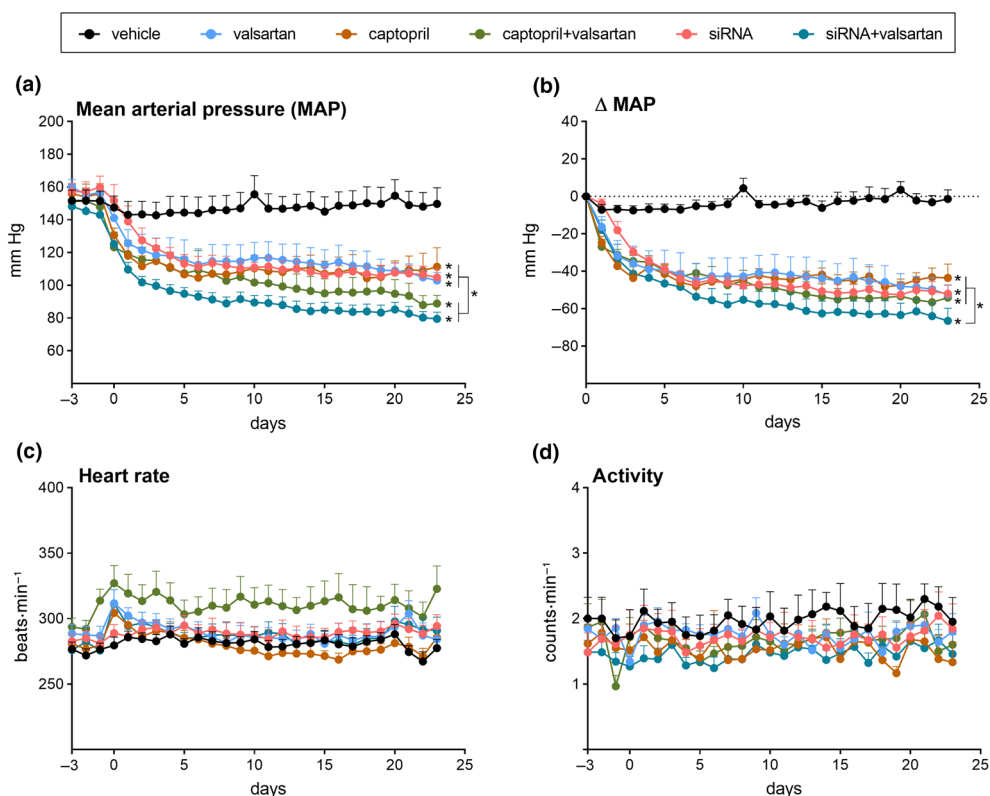 vehicle valsartan captopril captopril+valsartan siRNA siRNA+valsartan
(a)
Mean arterial pressure (MAP)
200
180
160
140
120
100
80
60
mm Hg
* * * * * *
–3 0 5 10 15 20 25
days
(b)
Δ MAP
40
20
0
−20
−40
−60
−80
mm Hg
* * * * * *
0 5 10 15 20 25
days
(c)
Heart rate
400
350
300
250
beats·min⁻¹
–3 0 5 10 15 20 25
days
(d)
Activity
4
3
2
1
counts·min⁻¹
–3 0 5 10 15 20 25
days